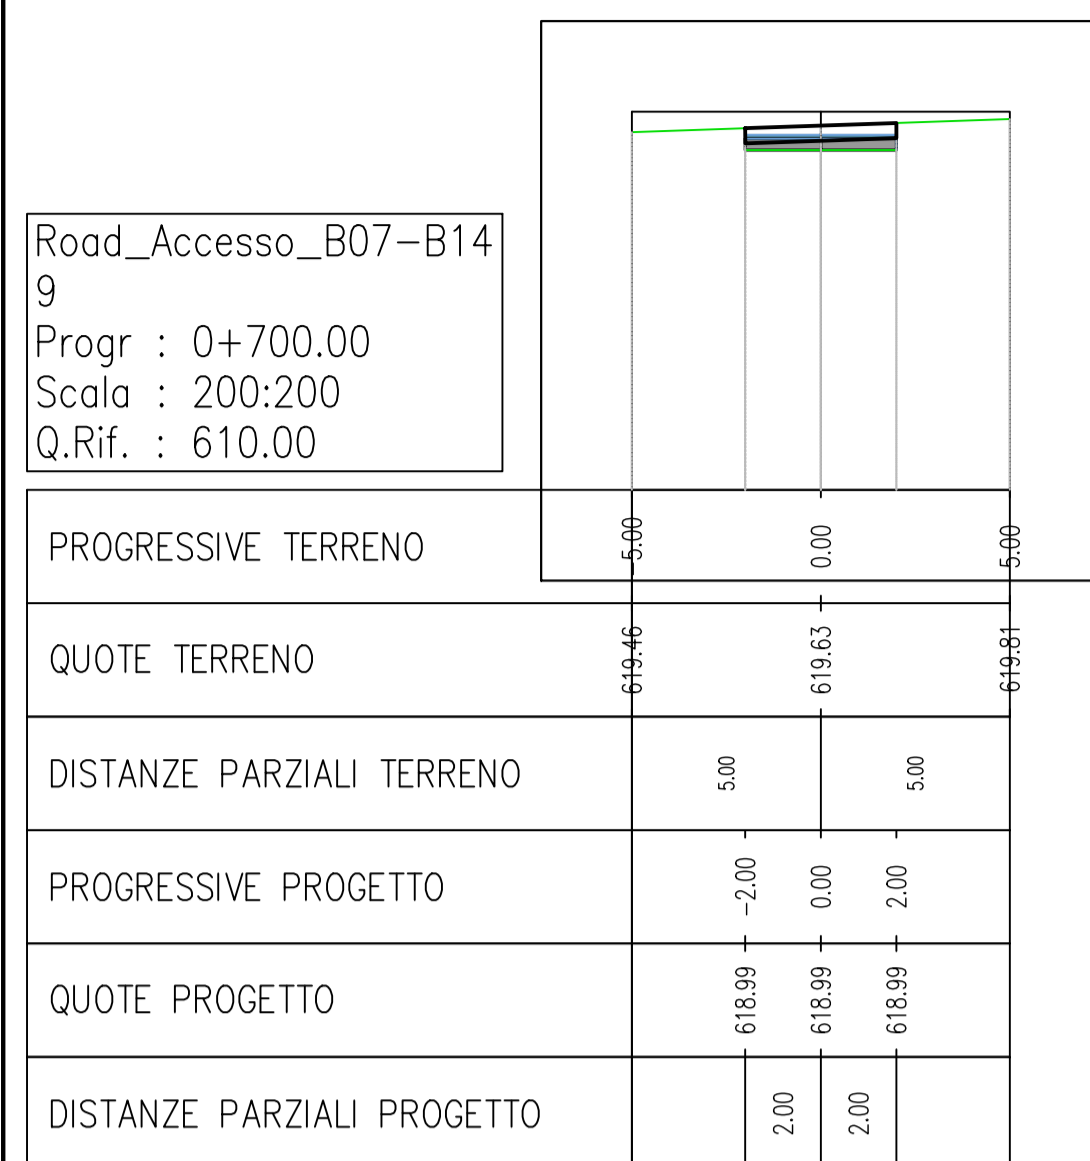 Road_Accesso_B07-B14
9
Progr : 0+700.00
Scala : 200:200
Q.Rif. : 610.00
PROGRESSIVE TERRENO -5.00 0.00 5.00
QUOTE TERRENO 619.46 619.63 619.81
DISTANZE PARZIALI TERRENO 5.00 5.00
PROGRESSIVE PROGETTO -2.00 0.00 2.00
QUOTE PROGETTO 618.99 618.99 618.99
DISTANZE PARZIALI PROGETTO 2.00 2.00